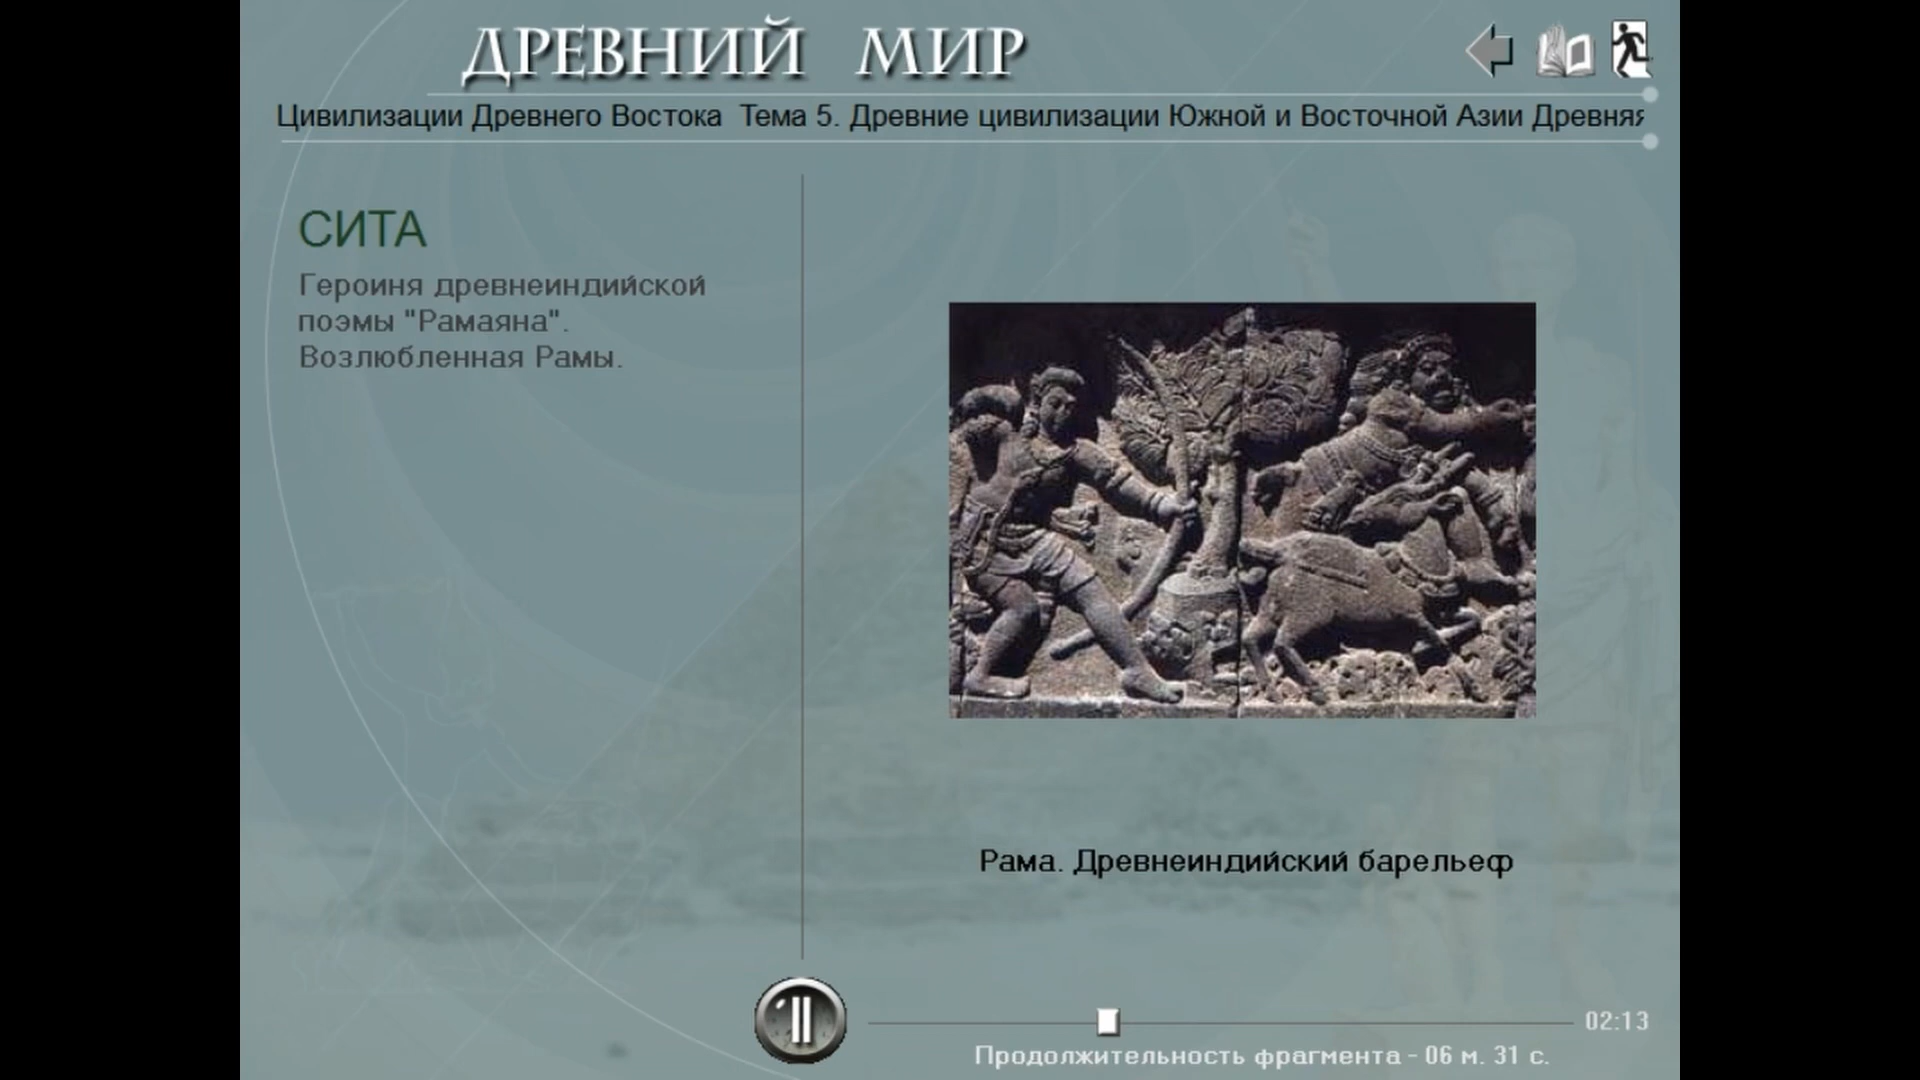 ДРЕВНИЙ МИР
Цивилизации Древнего Востока Тема 5. Древние цивилизации Южной и Восточной Азии Древняя
СИТА
Героиня древнеиндийской
поэмы "Рамаяна".
Возлюбленная Рамы.
Рама. Древнеиндийский барельеф
02:13
Продолжительность фрагмента - 06 м. 31 с.